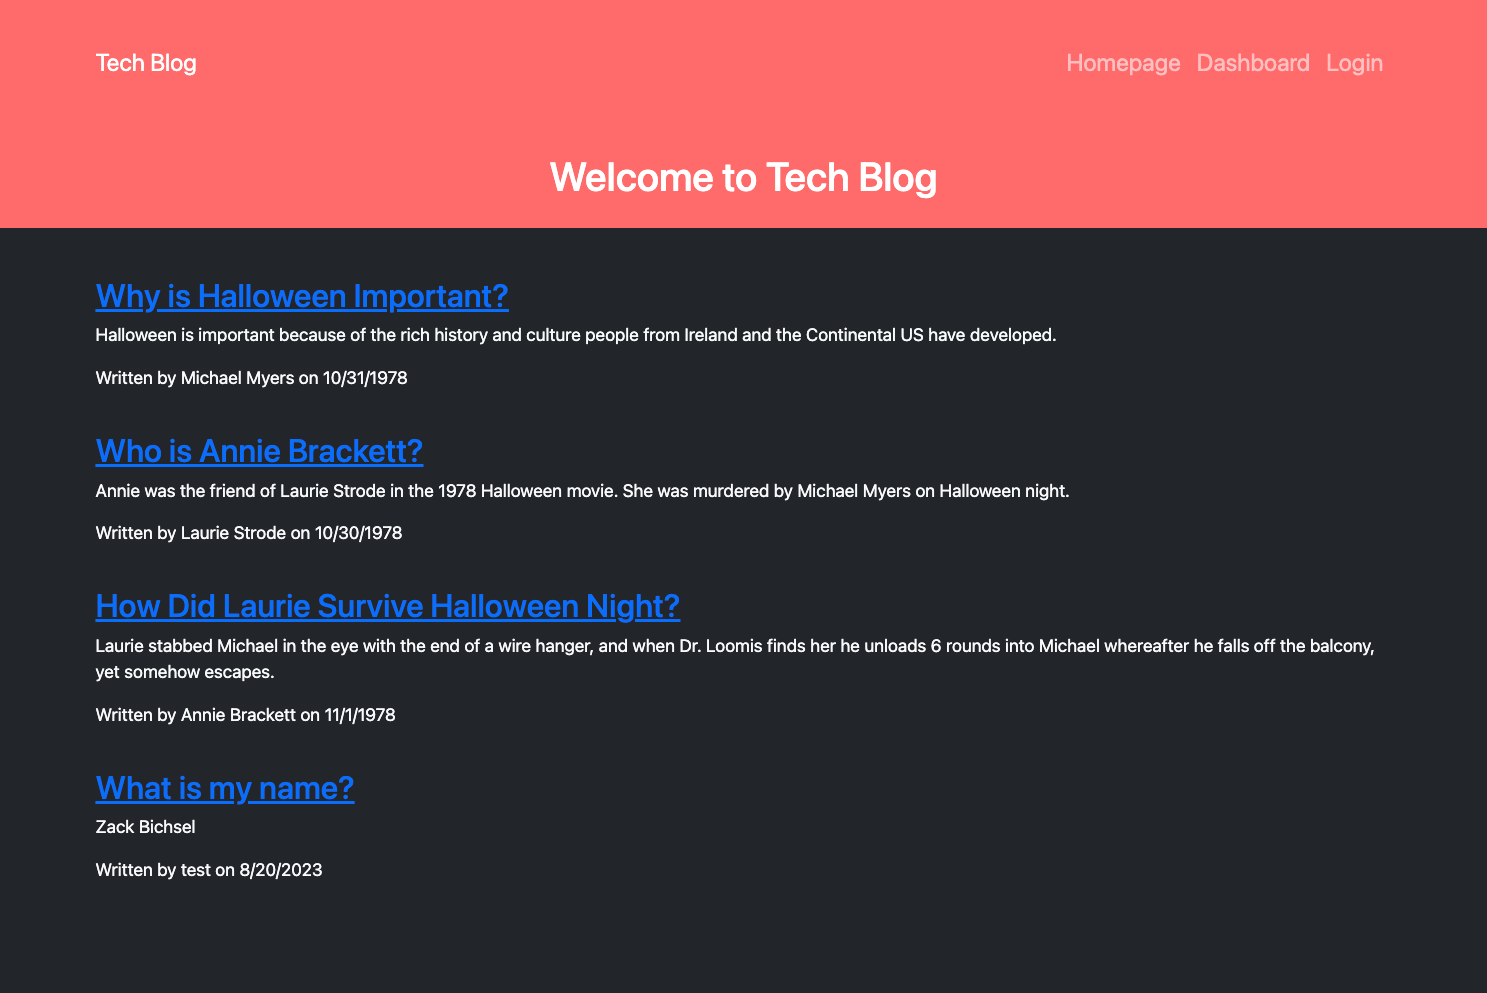 Tech Blog
Homepage Dashboard Login
Welcome to Tech Blog
Why is Halloween Important?
Halloween is important because of the rich history and culture people from Ireland and the Continental US have developed.
Written by Michael Myers on 10/31/1978
Who is Annie Brackett?
Annie was the friend of Laurie Strode in the 1978 Halloween movie. She was murdered by Michael Myers on Halloween night.
Written by Laurie Strode on 10/30/1978
How Did Laurie Survive Halloween Night?
Laurie stabbed Michael in the eye with the end of a wire hanger, and when Dr. Loomis finds her he unloads 6 rounds into Michael whereafter he falls off the balcony,
yet somehow escapes.
Written by Annie Brackett on 11/1/1978
What is my name?
Zack Bichsel
Written by test on 8/20/2023